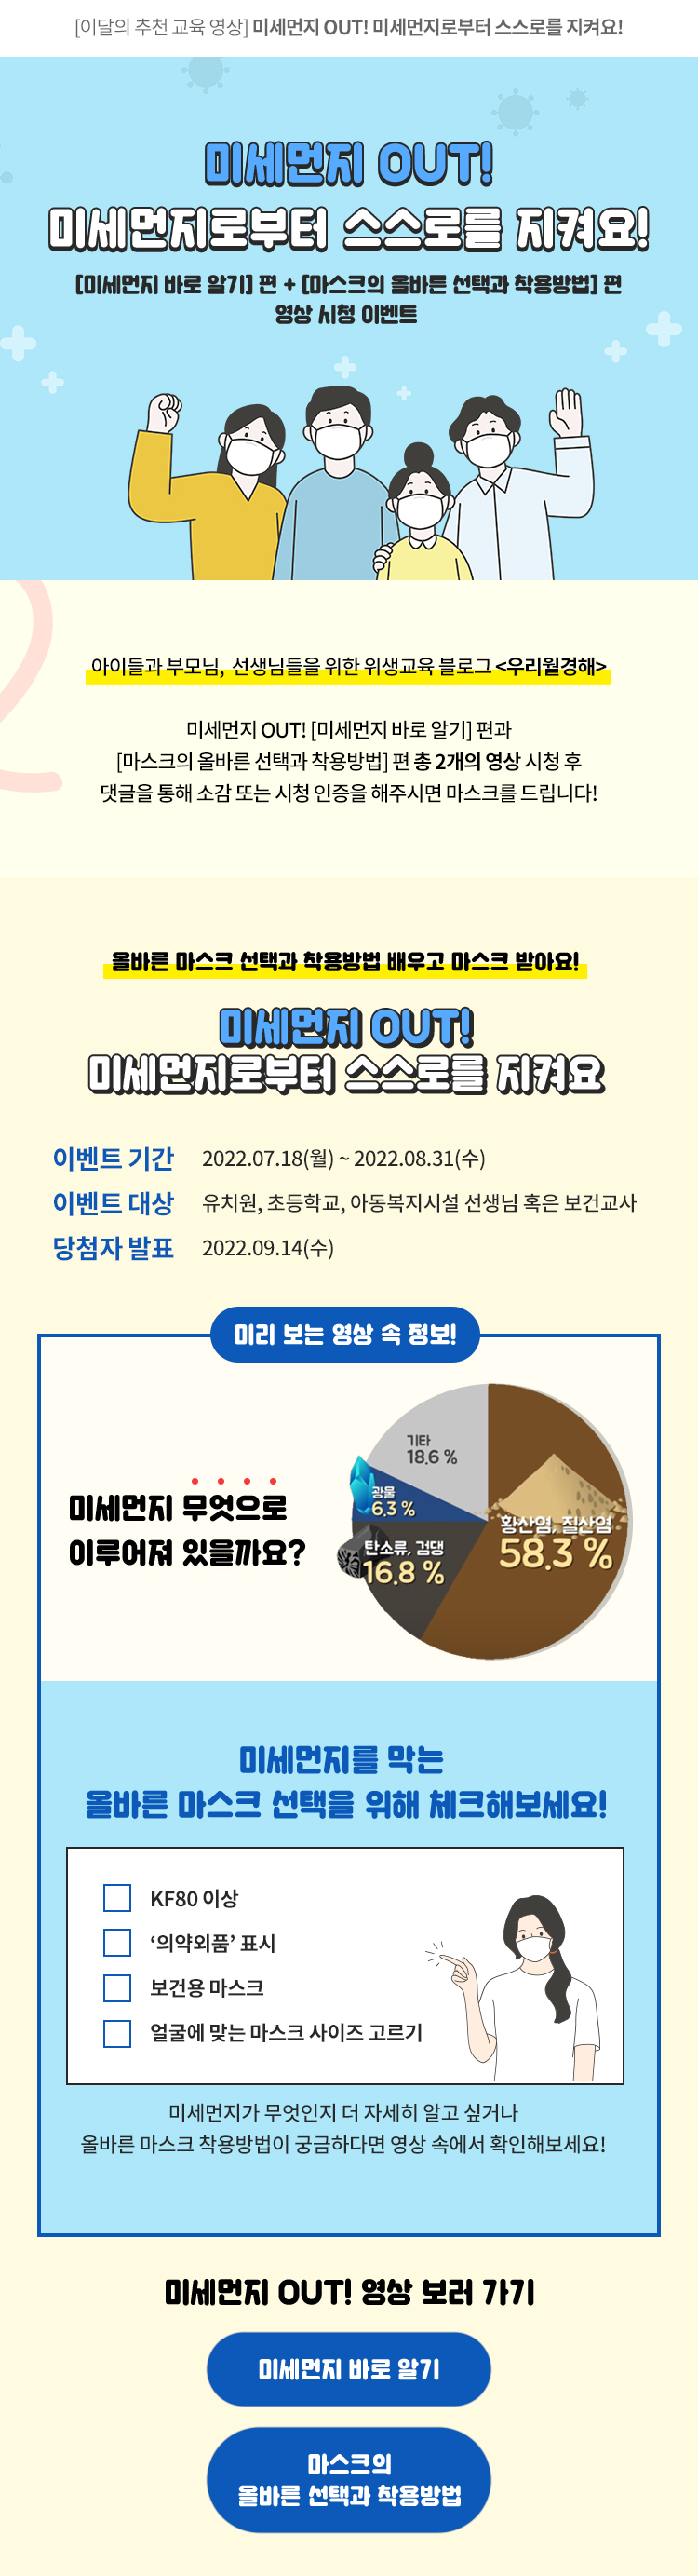 [이달의 추천 교육 영상] 미세먼지 OUT! 미세먼지로부터 스스로를 지켜요!
미세먼지 OUT!
미세먼지로부터 스스로를 지켜요!
[미세먼지 바로 알기] 편 + [마스크의 올바른 선택과 착용방법] 편
영상 시청 이벤트
아이들과 부모님, 선생님들을 위한 위생교육 블로그 <우리월경해>
미세먼지 OUT! [미세먼지 바로 알기] 편과
[마스크의 올바른 선택과 착용방법] 편 총 2개의 영상 시청 후
댓글을 통해 소감 또는 시청 인증을 해주시면 마스크를 드립니다!
올바른 마스크 선택과 착용방법 배우고 마스크 받아요!
미세먼지 OUT!
미세먼지로부터 스스로를 지켜요
이벤트 기간 2022.07.18(월) ~ 2022.08.31(수)
이벤트 대상 유치원, 초등학교, 아동복지시설 선생님 혹은 보건교사
당첨자 발표 2022.09.14(수)
미리 보는 영상 속 정보!
미세먼지 무엇으로
이루어져 있을까요?
기타
18.6 %
광물
6.3 %
탄소류, 검댕
16.8 %
황산염, 질산염
58.3 %
미세먼지를 막는
올바른 마스크 선택을 위해 체크해보세요!
KF80 이상
‘의약외품’ 표시
보건용 마스크
얼굴에 맞는 마스크 사이즈 고르기
미세먼지가 무엇인지 더 자세히 알고 싶거나
올바른 마스크 착용방법이 궁금하다면 영상 속에서 확인해보세요!
미세먼지 OUT! 영상 보러 가기
미세먼지 바로 알기
마스크의
올바른 선택과 착용방법